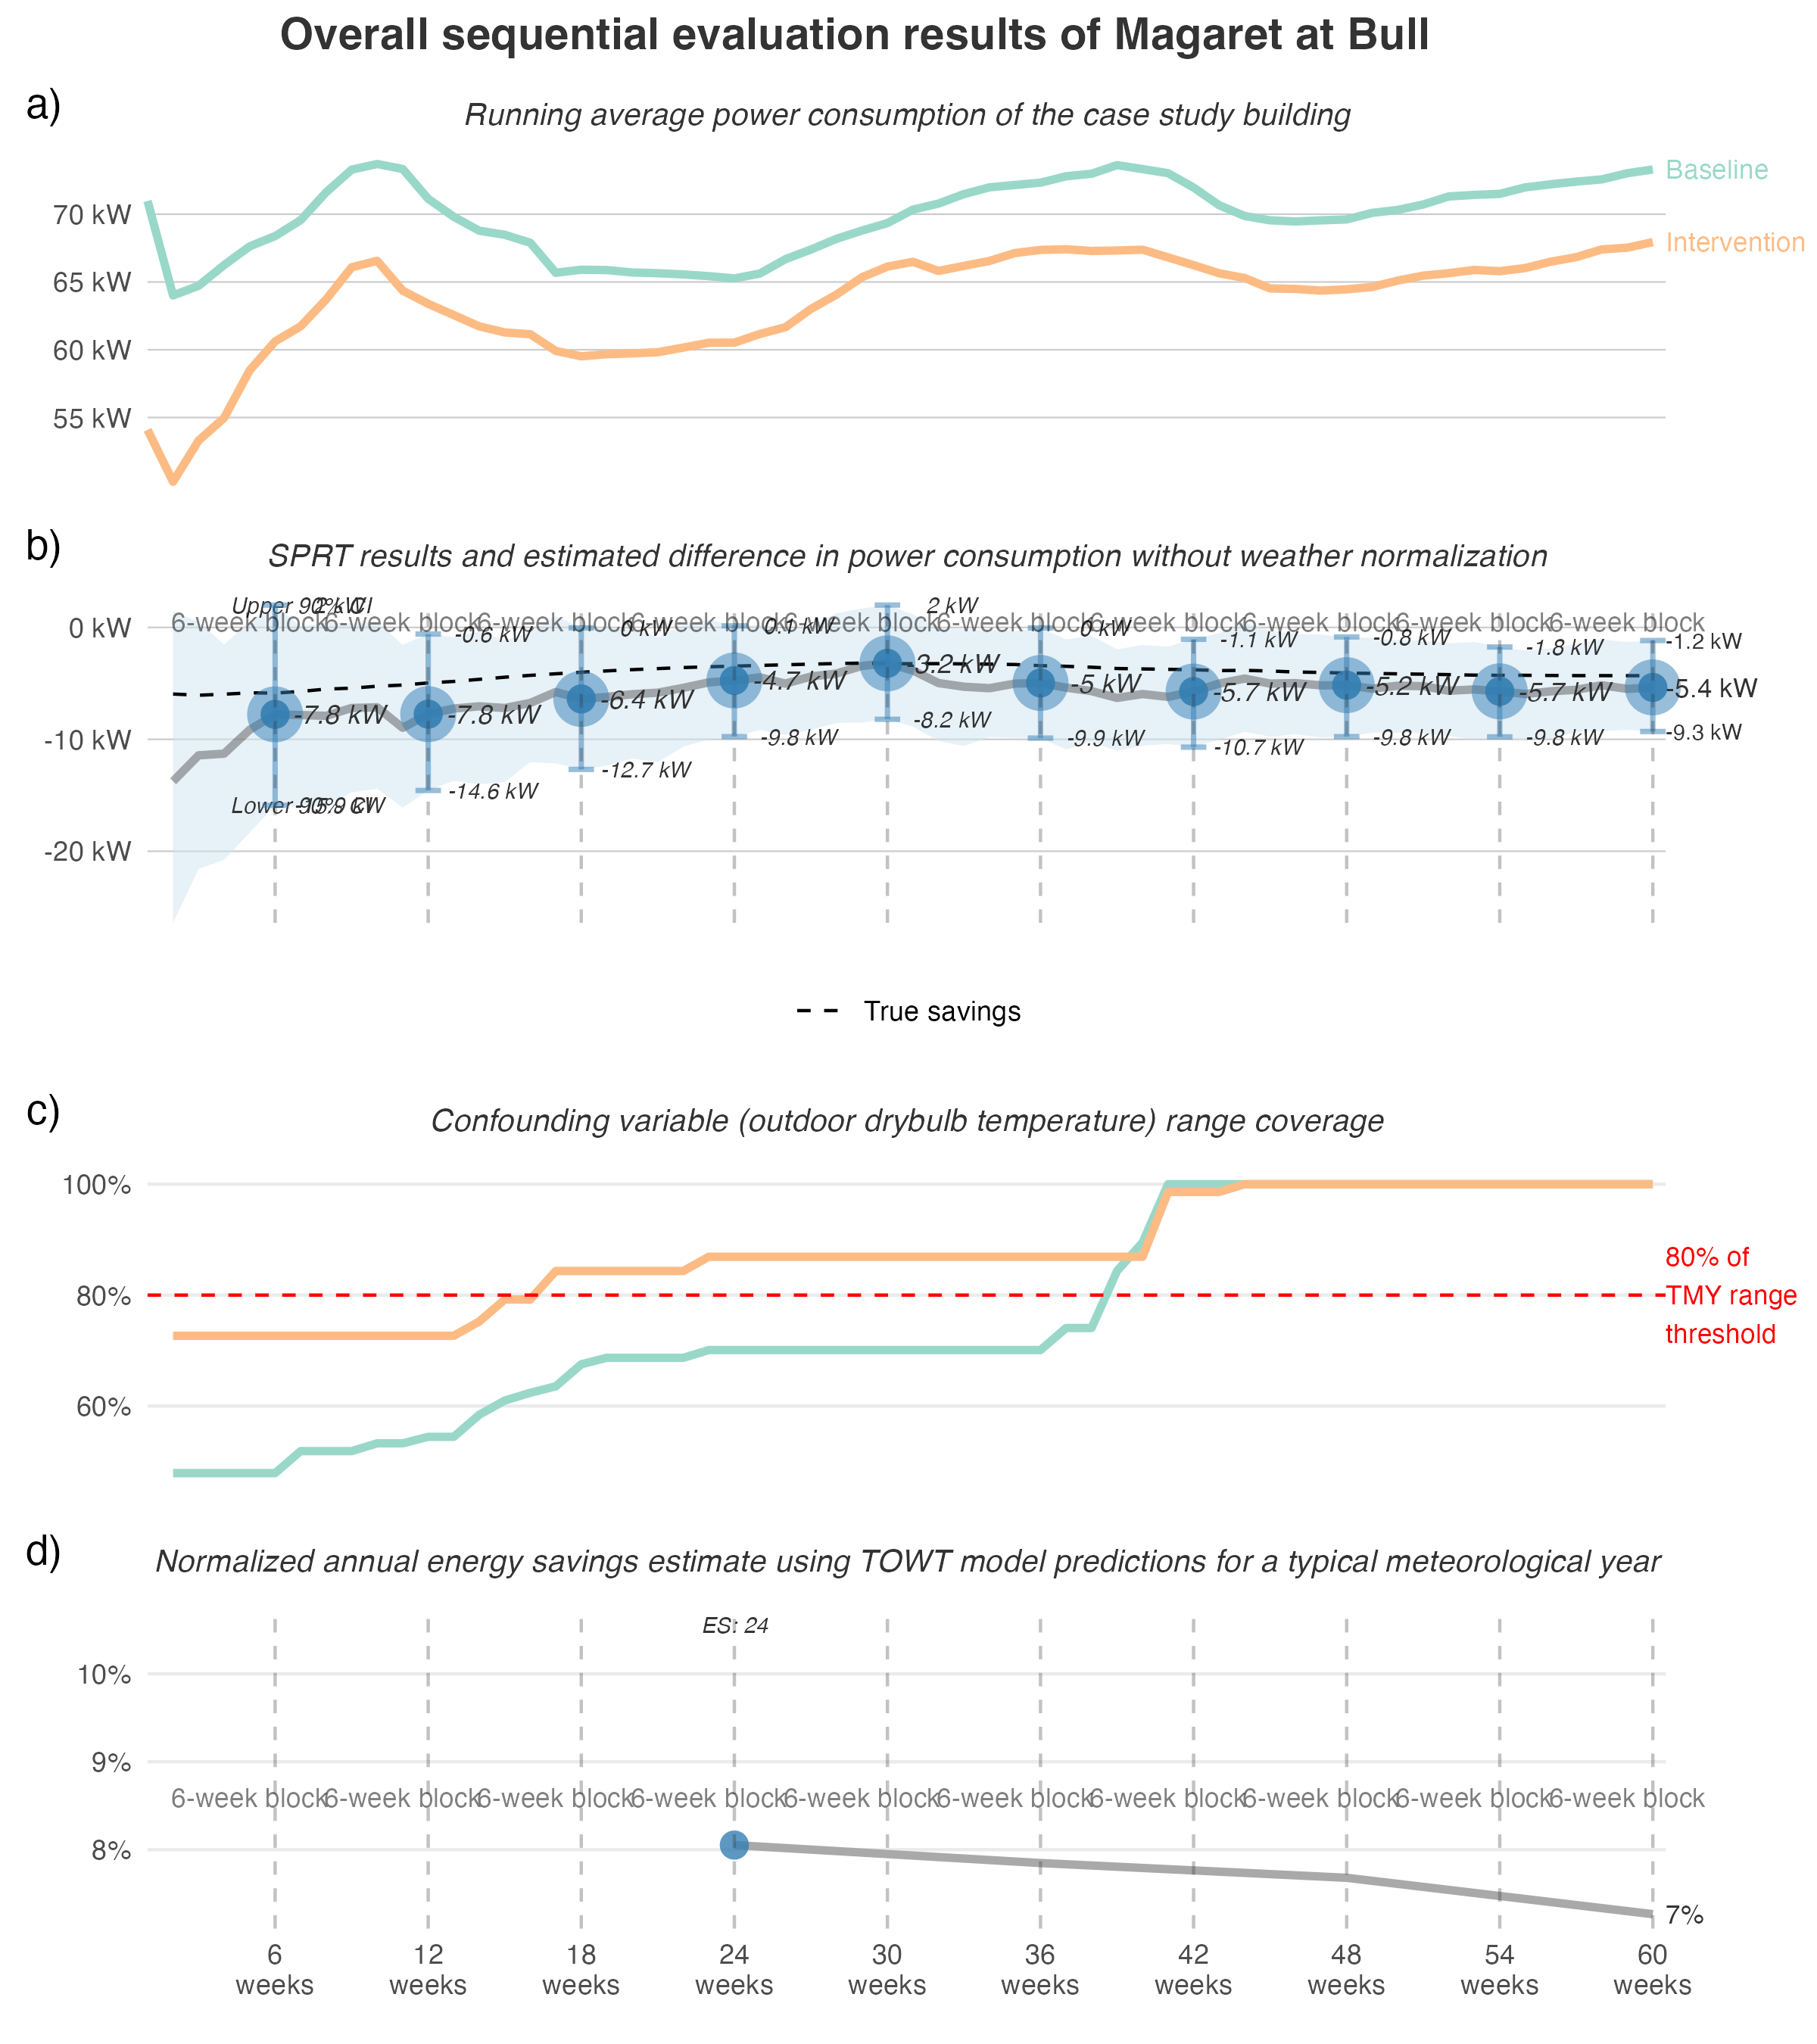 Overall sequential evaluation results of Magaret at Bull
a)
Running average power consumption of the case study building
70 kW
65 kW
60 kW
55 kW
Baseline
Intervention
b)
SPRT results and estimated difference in power consumption without weather normalization
0 kW
-10 kW
-20 kW
6-week block 6-week block 6-week block 6-week block 6-week block 6-week block 6-week block 6-week block 6-week block 6-week block
Upper 90% CI
2 kW -0.6 kW 0 kW 0.1 kW 2 kW 0 kW -1.1 kW -0.8 kW -1.8 kW -1.2 kW
-7.8 kW -7.8 kW -6.4 kW -4.7 kW -3.2 kW -5 kW -5.7 kW -5.2 kW -5.7 kW -5.4 kW
Lower 90% CI
-15.9 kW -14.6 kW -12.7 kW -9.8 kW -8.2 kW -9.9 kW -10.7 kW -9.8 kW -9.8 kW -9.3 kW
True savings
c)
Confounding variable (outdoor drybulb temperature) range coverage
100%
80%
60%
80% of
TMY range
threshold
d)
Normalized annual energy savings estimate using TOWT model predictions for a typical meteorological year
ES: 24
10%
9%
6-week block 6-week block 6-week block 6-week block 6-week block 6-week block 6-week block 6-week block 6-week block 6-week block
8%
7%
6 12 18 24 30 36 42 48 54 60
weeks weeks weeks weeks weeks weeks weeks weeks weeks weeks